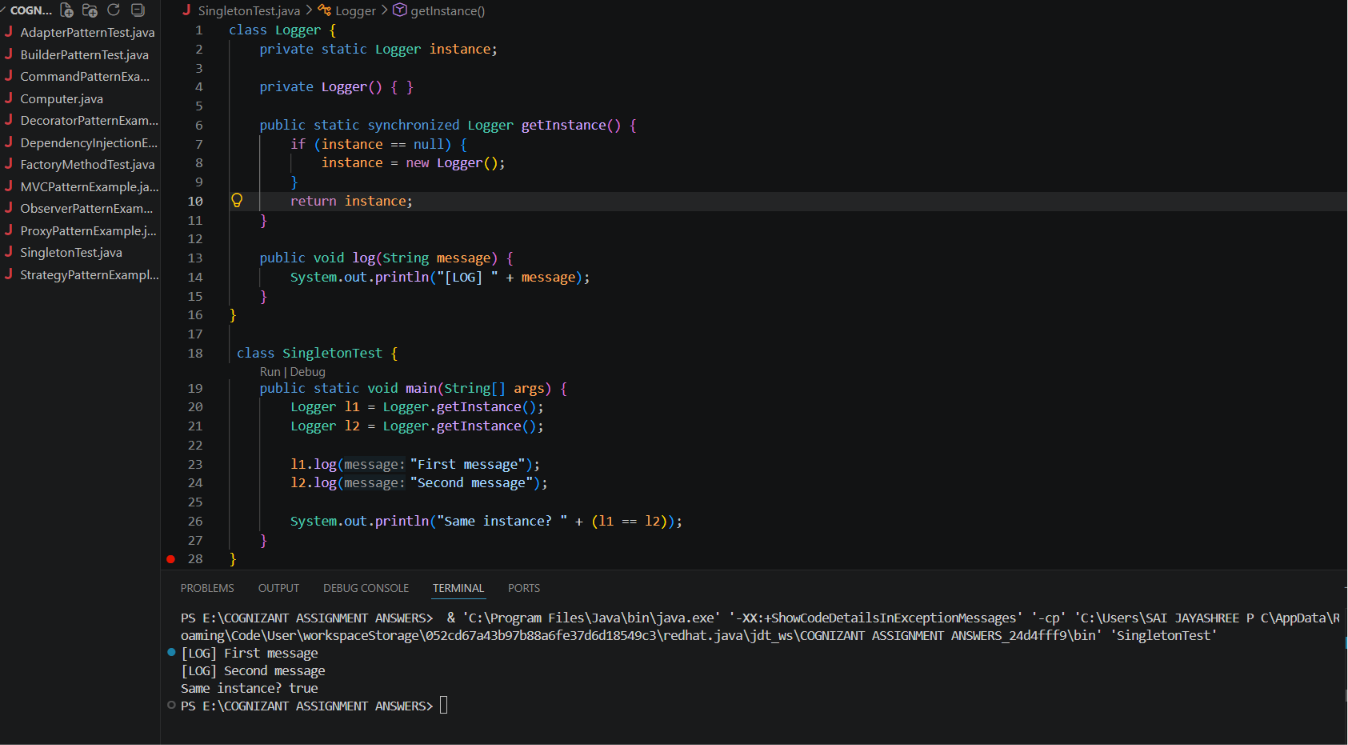 COGN...
AdapterPatternTest.java
BuilderPatternTest.java
CommandPatternExa...
Computer.java
DecoratorPatternExam...
DependencyInjectionE...
FactoryMethodTest.java
MVCPatternExample.ja...
ObserverPatternExam...
ProxyPatternExample.j...
SingletonTest.java
StrategyPatternExampl...
SingletonTest.java > Logger > getInstance()
1 class Logger {
2     private static Logger instance;
3
4     private Logger() { }
5
6     public static synchronized Logger getInstance() {
7         if (instance == null) {
8             instance = new Logger();
9         }
10         return instance;
11     }
12
13     public void log(String message) {
14         System.out.println("[LOG] " + message);
15     }
16 }
17
18  class SingletonTest {
Run | Debug
19     public static void main(String[] args) {
20         Logger l1 = Logger.getInstance();
21         Logger l2 = Logger.getInstance();
22
23         l1.log(message: "First message");
24         l2.log(message: "Second message");
25
26         System.out.println("Same instance? " + (l1 == l2));
27     }
28 }
PROBLEMS OUTPUT DEBUG CONSOLE TERMINAL PORTS
PS E:\COGNIZANT ASSIGNMENT ANSWERS>  & 'C:\Program Files\Java\bin\java.exe' '-XX:+ShowCodeDetailsInExceptionMessages' '-cp' 'C:\Users\SAI JAYASHREE P C\AppData\R
oaming\Code\User\workspaceStorage\052cd67a43b97b88a6fe37d6d18549c3\redhat.java\jdt_ws\COGNIZANT ASSIGNMENT ANSWERS_24d4fff9\bin' 'SingletonTest'
[LOG] First message
[LOG] Second message
Same instance? true
PS E:\COGNIZANT ASSIGNMENT ANSWERS>